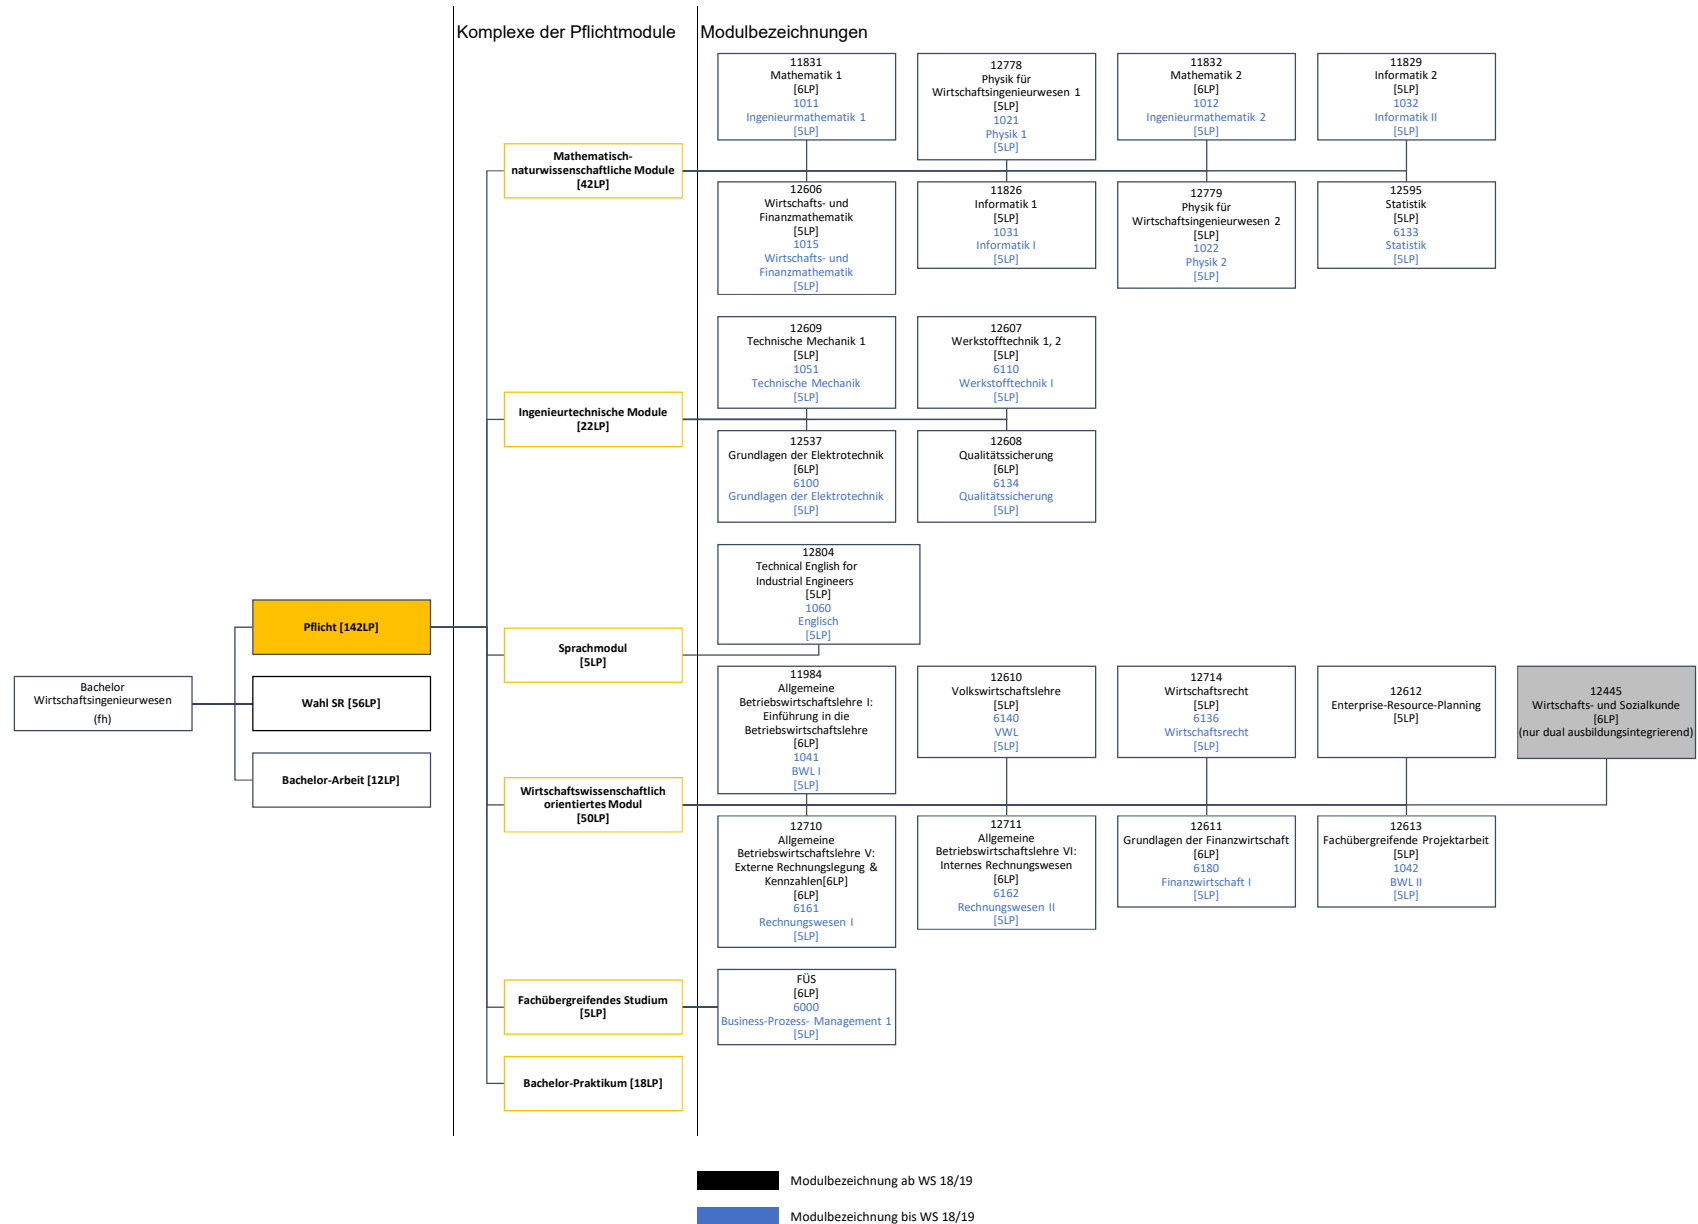 Komplexe der Pflichtmodule
Modulbezeichnungen
11831
Mathematik 1
[6LP]
1011
Ingenieurmathematik 1
[5LP]
12778
Physik für
Wirtschaftsingenieurwesen 1
[5LP]
1021
Physik 1
[5LP]
11832
Mathematik 2
[6LP]
1012
Ingenieurmathematik 2
[5LP]
11829
Informatik 2
[5LP]
1032
Informatik II
[5LP]
Mathematisch-
naturwissenschaftliche Module
[42LP]
12606
Wirtschafts- und
Finanzmathematik
[5LP]
1015
Wirtschafts- und
Finanzmathematik
[5LP]
11826
Informatik 1
[5LP]
1031
Informatik I
[5LP]
12779
Physik für
Wirtschaftsingenieurwesen 2
[5LP]
1022
Physik 2
[5LP]
12595
Statistik
[5LP]
6133
Statistik
[5LP]
12609
Technische Mechanik 1
[5LP]
1051
Technische Mechanik
[5LP]
12607
Werkstofftechnik 1, 2
[5LP]
6110
Werkstofftechnik I
[5LP]
Ingenieurtechnische Module
[22LP]
12537
Grundlagen der Elektrotechnik
[6LP]
6100
Grundlagen der Elektrotechnik
[5LP]
12608
Qualitätssicherung
[6LP]
6134
Qualitätssicherung
[5LP]
12804
Technical English for
Industrial Engineers
[5LP]
1060
Englisch
[5LP]
Pflicht [142LP]
Sprachmodul
[5LP]
Bachelor
Wirtschaftsingenieurwesen
(fh)
Wahl SR [56LP]
Bachelor-Arbeit [12LP]
11984
Allgemeine
Betriebswirtschaftslehre I:
Einführung in die
Betriebswirtschaftslehre
[6LP]
1041
BWL I
[5LP]
12610
Volkswirtschaftslehre
[5LP]
6140
VWL
[5LP]
12714
Wirtschaftsrecht
[5LP]
6136
Wirtschaftsrecht
[5LP]
12612
Enterprise-Resource-Planning
[5LP]
12445
Wirtschafts- und Sozialkunde
[6LP]
(nur dual ausbildungsintegrierend)
Wirtschaftswissenschaftlich
orientiertes Modul
[50LP]
12710
Allgemeine
Betriebswirtschaftslehre V:
Externe Rechnungslegung &
Kennzahlen[6LP]
[6LP]
6161
Rechnungswesen I
[5LP]
12711
Allgemeine
Betriebswirtschaftslehre VI:
Internes Rechnungswesen
[6LP]
6162
Rechnungswesen II
[5LP]
12611
Grundlagen der Finanzwirtschaft
[6LP]
6180
Finanzwirtschaft I
[5LP]
12613
Fachübergreifende Projektarbeit
[5LP]
1042
BWL II
[5LP]
Fachübergreifendes Studium
[5LP]
FÜS
[6LP]
6000
Business-Prozess- Management 1
[5LP]
Bachelor-Praktikum [18LP]
Modulbezeichnung ab WS 18/19
Modulbezeichnung bis WS 18/19